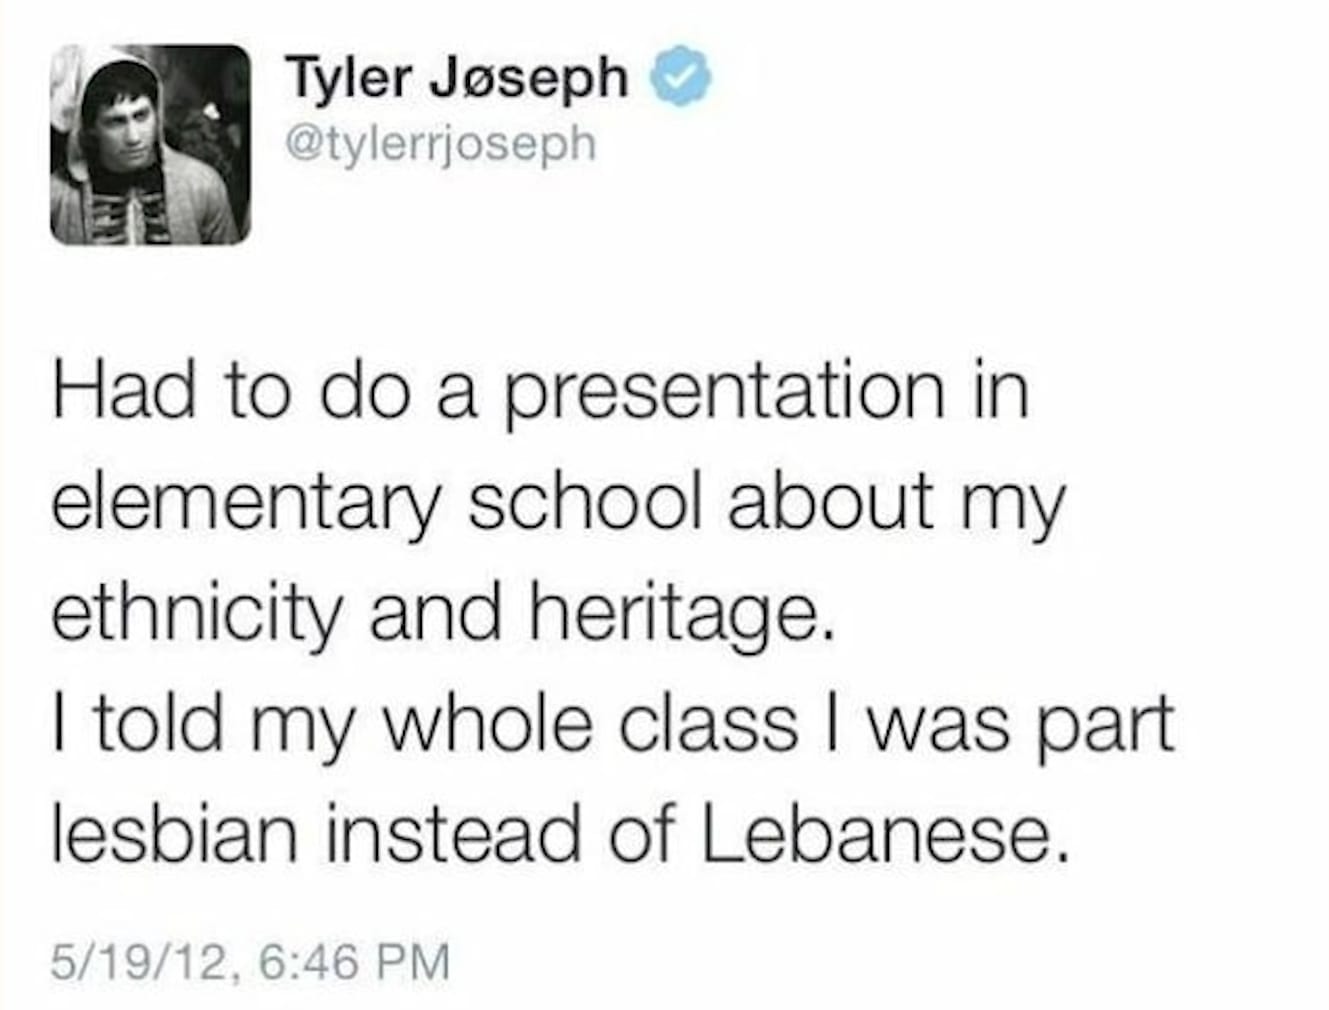 Tyler Jøseph
@tylerrjoseph
Had to do a presentation in
elementary school about my
ethnicity and heritage.
I told my whole class I was part
lesbian instead of Lebanese.
5/19/12, 6:46 PM